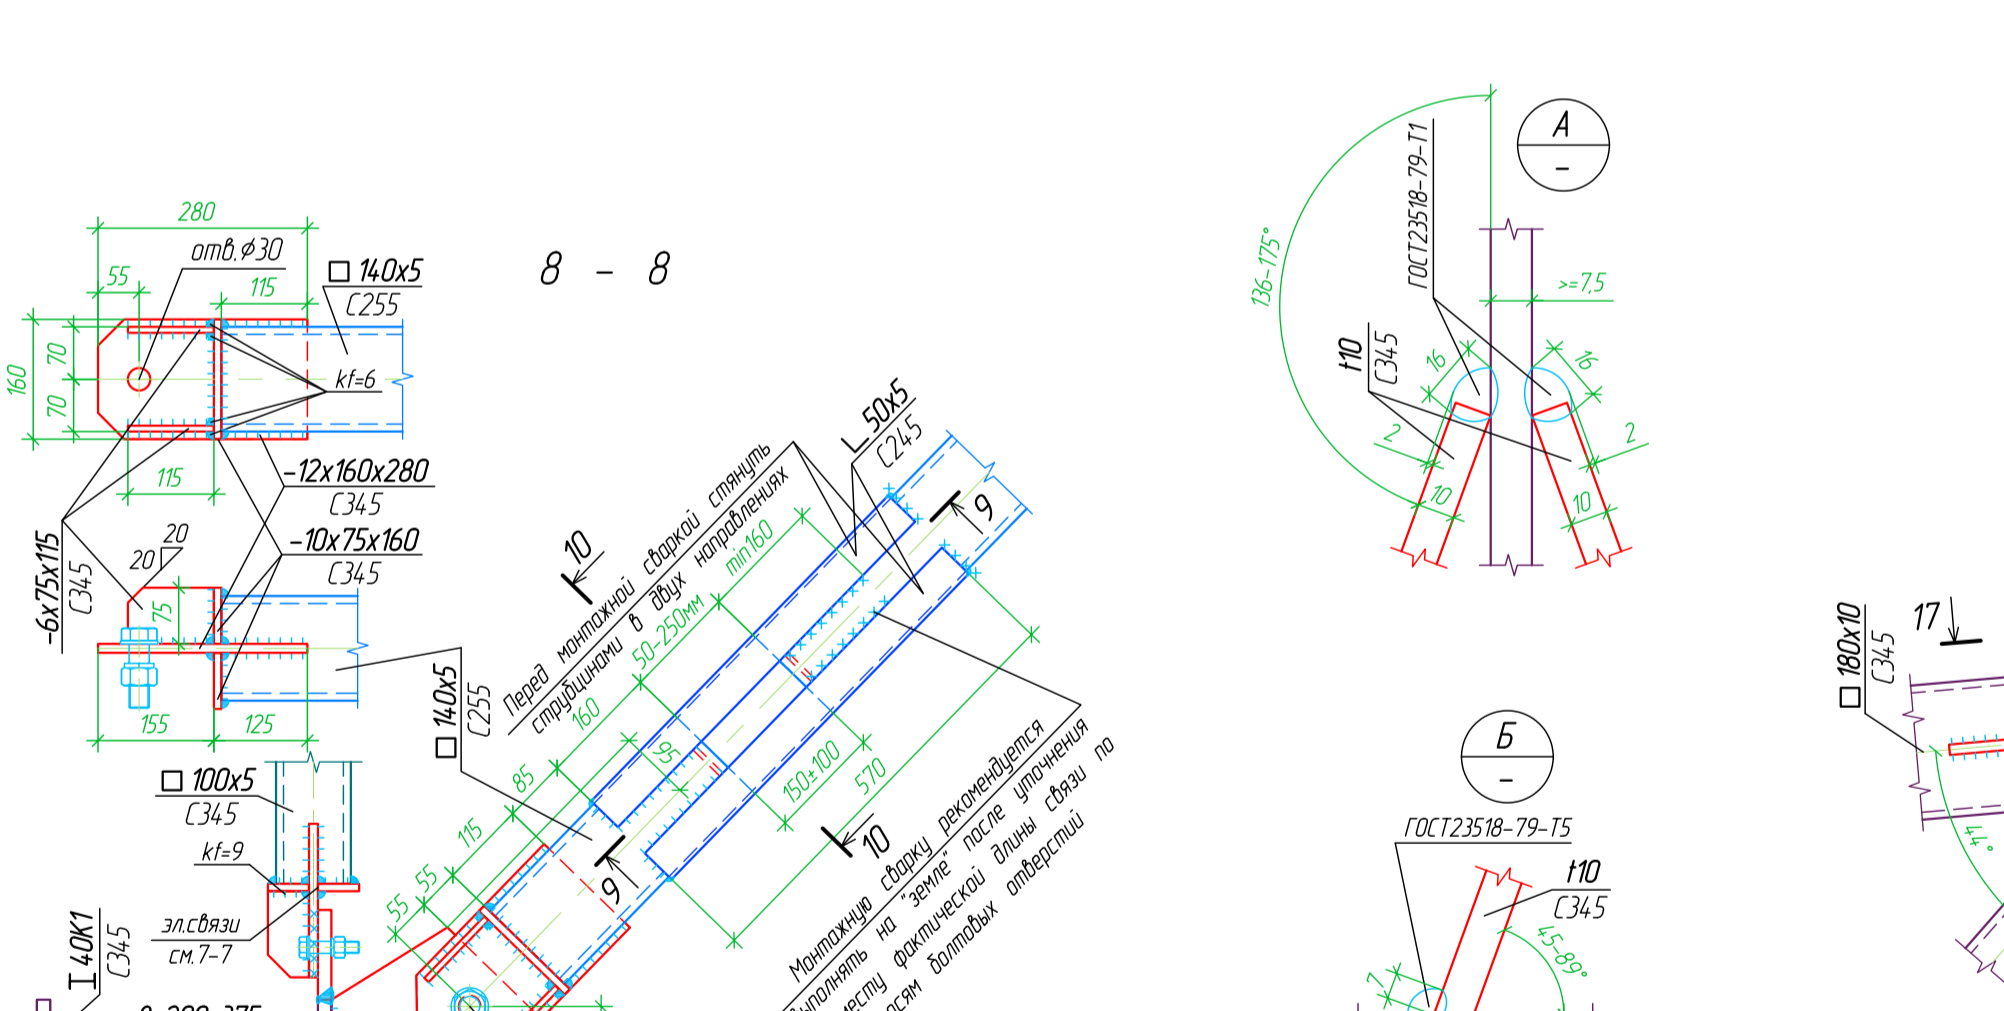 280
отв.⌀30
55
115
□ 140x5
С255
8 - 8
160
70
70
kf=6
115
-12x160x280
С345
-10x75x160
С345
-6x75x115
С345
20
20
75
155
125
□ 140x5
С255
□ 100x5
С345
kf=9
эл.связи
см.7-7
I 40К1
С345
Перед монтажной сваркой стянуть
струбцинами в двух направлениях
L 50x5
С245
10
9
min160
50-250мм
160
95
85
115
55
55
150+100
570
10
9
Монтажную сварку рекомендуется
выполнять на "земле" после уточнения
фактической длины связи по
осям болтовых отверстий
А
-
ГОСТ23518-79-Т1
136-175°
>=7,5
t10
С345
16
16
2
2
10
10
Б
-
ГОСТ23518-79-Т5
t10
С345
45-89°
7
□ 180x10
С345
17
44°